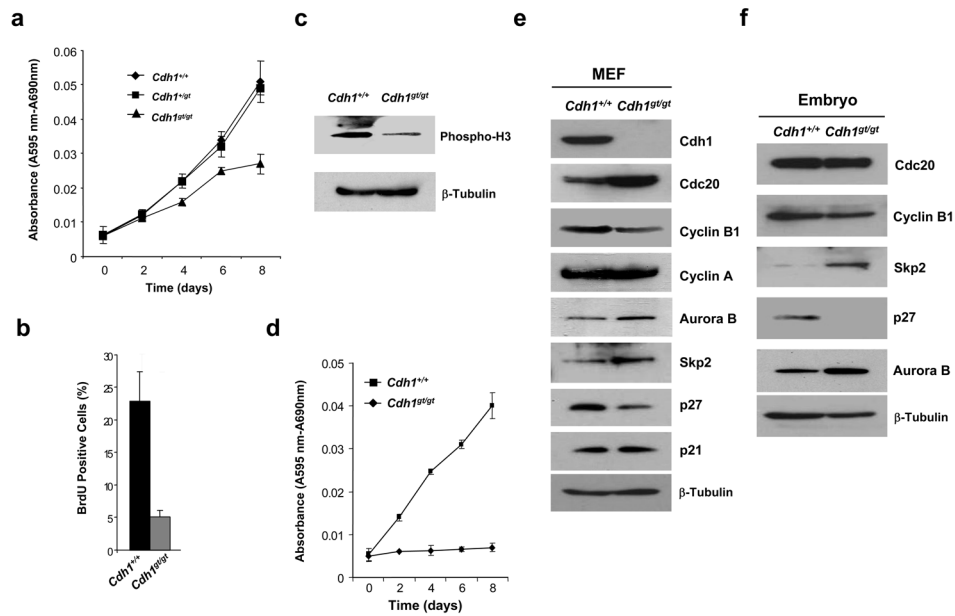 a
0.06
0.05
0.04
0.03
0.02
0.01
0
Absorbance (A595 nm-A690nm)
Cdh1+/+
Cdh1+/gt
Cdh1gt/gt
0 2 4 6 8
Time (days)
b
30
25
20
15
10
5
0
BrdU Positive Cells (%)
Cdh1+/+
Cdh1gt/gt
c
Cdh1+/+ Cdh1gt/gt
Phospho-H3
β-Tubulin
d
0.05
0.04
0.03
0.02
0.01
0
Absorbance (A595 nm-A690nm)
Cdh1+/+
Cdh1gt/gt
0 2 4 6 8
Time (days)
e
MEF
Cdh1+/+ Cdh1gt/gt
Cdh1
Cdc20
Cyclin B1
Cyclin A
Aurora B
Skp2
p27
p21
β-Tubulin
f
Embryo
Cdh1+/+ Cdh1gt/gt
Cdc20
Cyclin B1
Skp2
p27
Aurora B
β-Tubulin